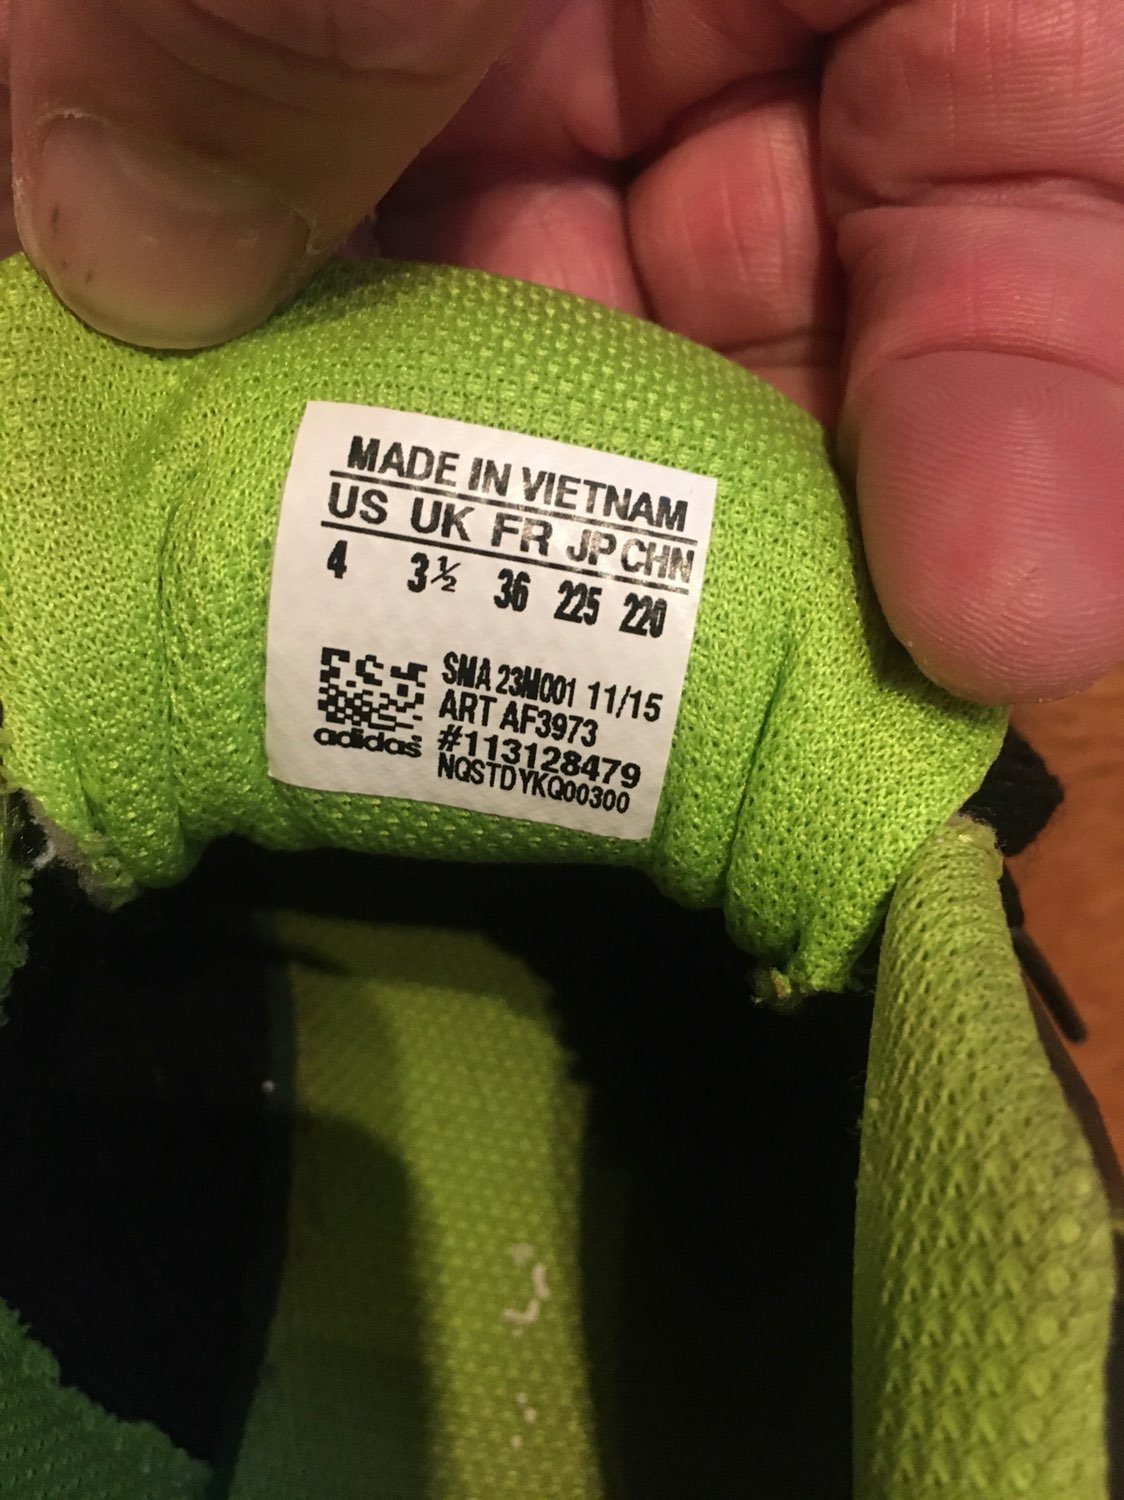 MADE IN VIETNAM
US UK FR JP CHN
4 3½ 36 225 220
SMA 23M001 11/15
ART AF3973
#113128479
NQSTDYKQ00300
adidas